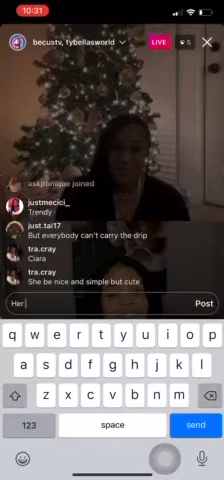 10:31
becustv, tybellasworld
LIVE
5
askjronique joined
justmecici_
Trendy
just.tai17
But everybody can't carry the drip
tra.cray
Ciara
tra.cray
She be nice and simple but cute
Her
Post
q w e r t y u i o p
a s d f g h j k l
z x c v b n m
123
space
send